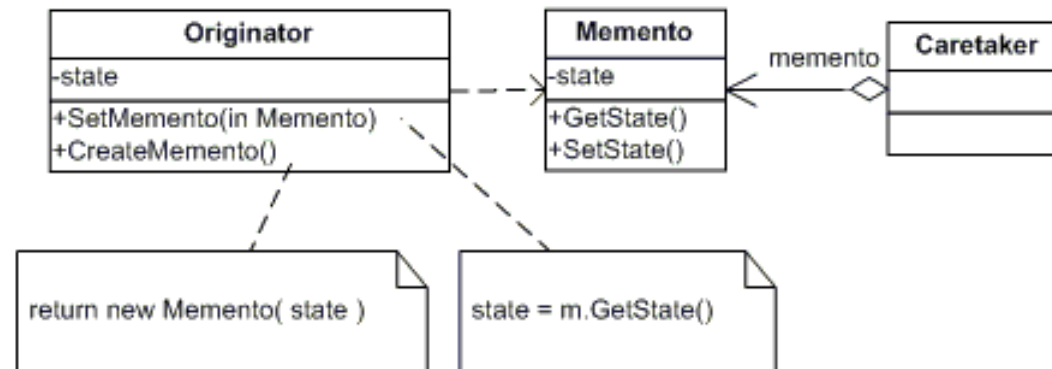 Originator
-state
+SetMemento(in Memento)
+CreateMemento()
Memento
-state
+GetState()
+SetState()
memento
Caretaker
return new Memento( state )
state = m.GetState()